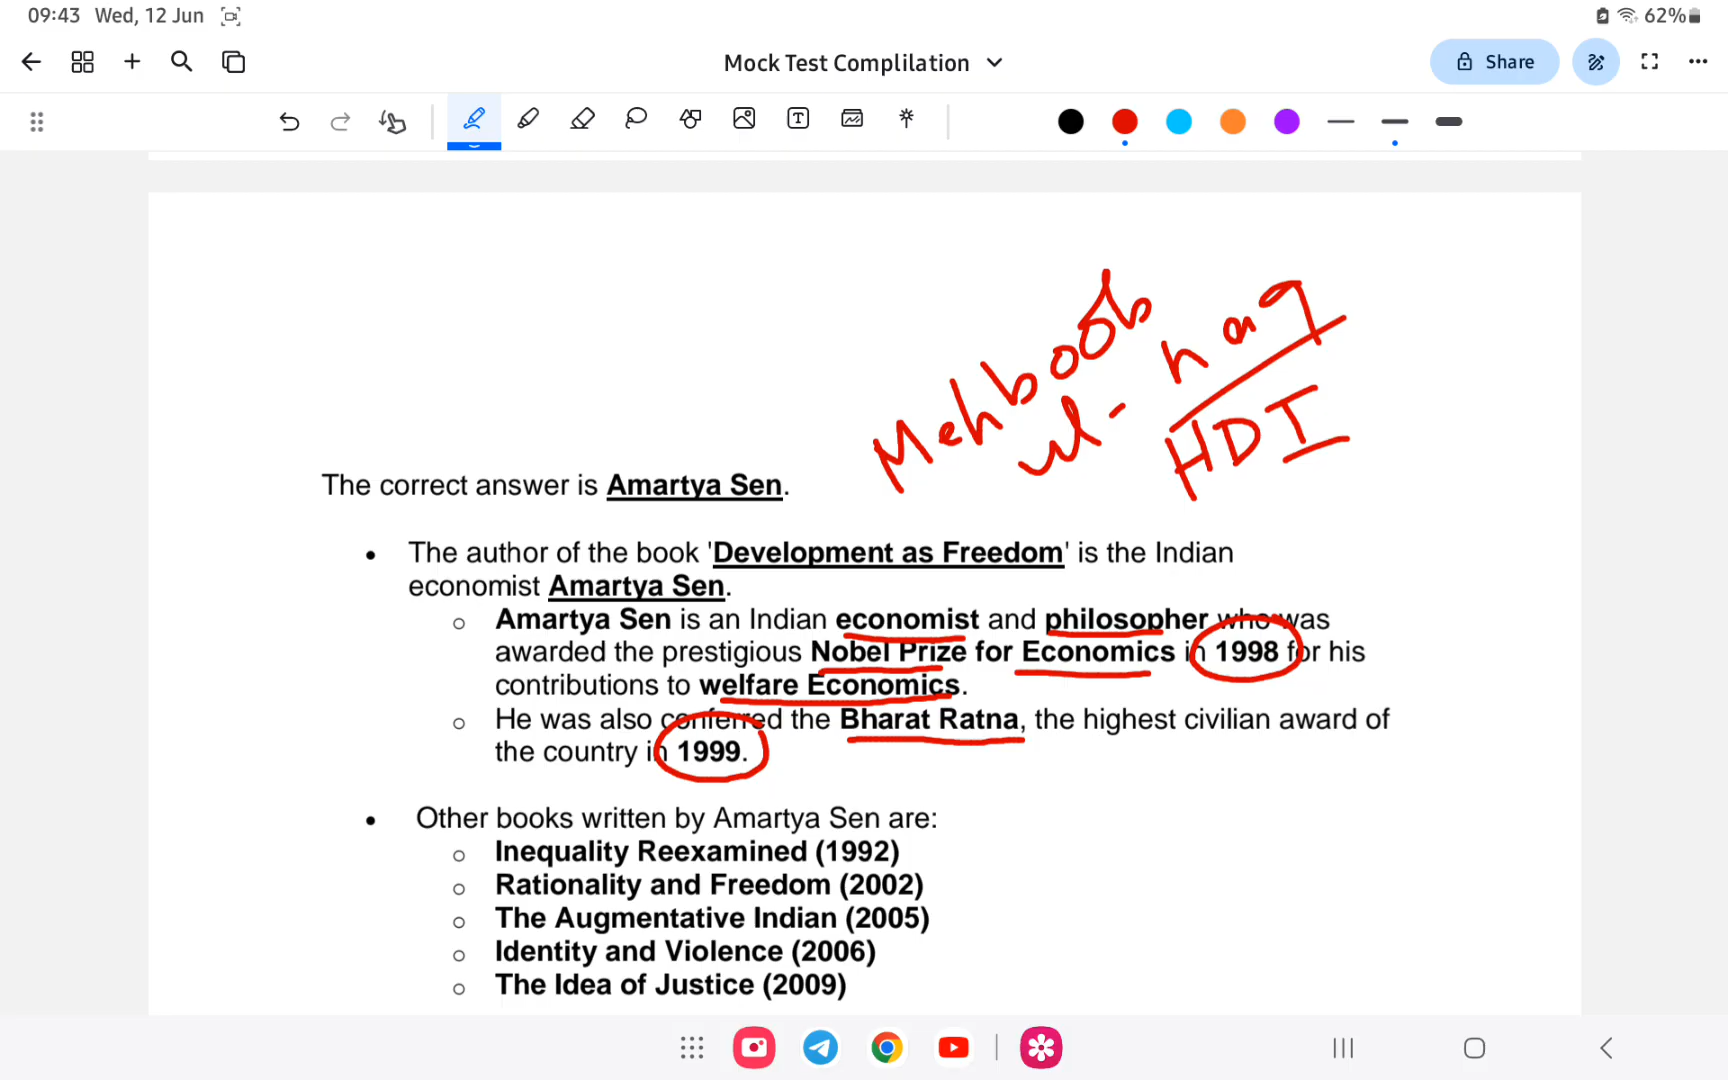 09:43 Wed, 12 Jun
62%
Mock Test Complilation
Share
Mehboob
ul- haq
HDI
The correct answer is Amartya Sen.
• The author of the book 'Development as Freedom' is the Indian
economist Amartya Sen.
o Amartya Sen is an Indian economist and philosopher who was
awarded the prestigious Nobel Prize for Economics in 1998 for his
contributions to welfare Economics.
o He was also conferred the Bharat Ratna, the highest civilian award of
the country in 1999.
• Other books written by Amartya Sen are:
o Inequality Reexamined (1992)
o Rationality and Freedom (2002)
o The Augmentative Indian (2005)
o Identity and Violence (2006)
o The Idea of Justice (2009)